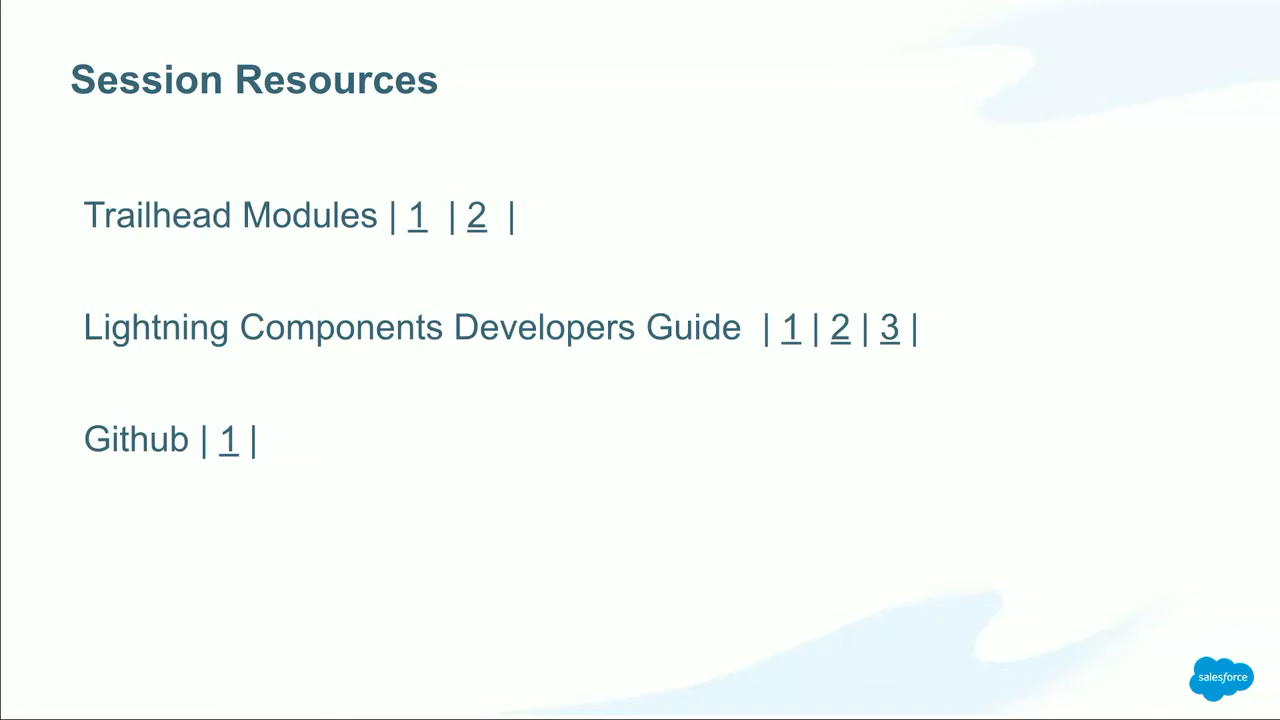 Session Resources
Trailhead Modules | 1 | 2 |
Lightning Components Developers Guide | 1 | 2 | 3 |
Github | 1 |
salesforce